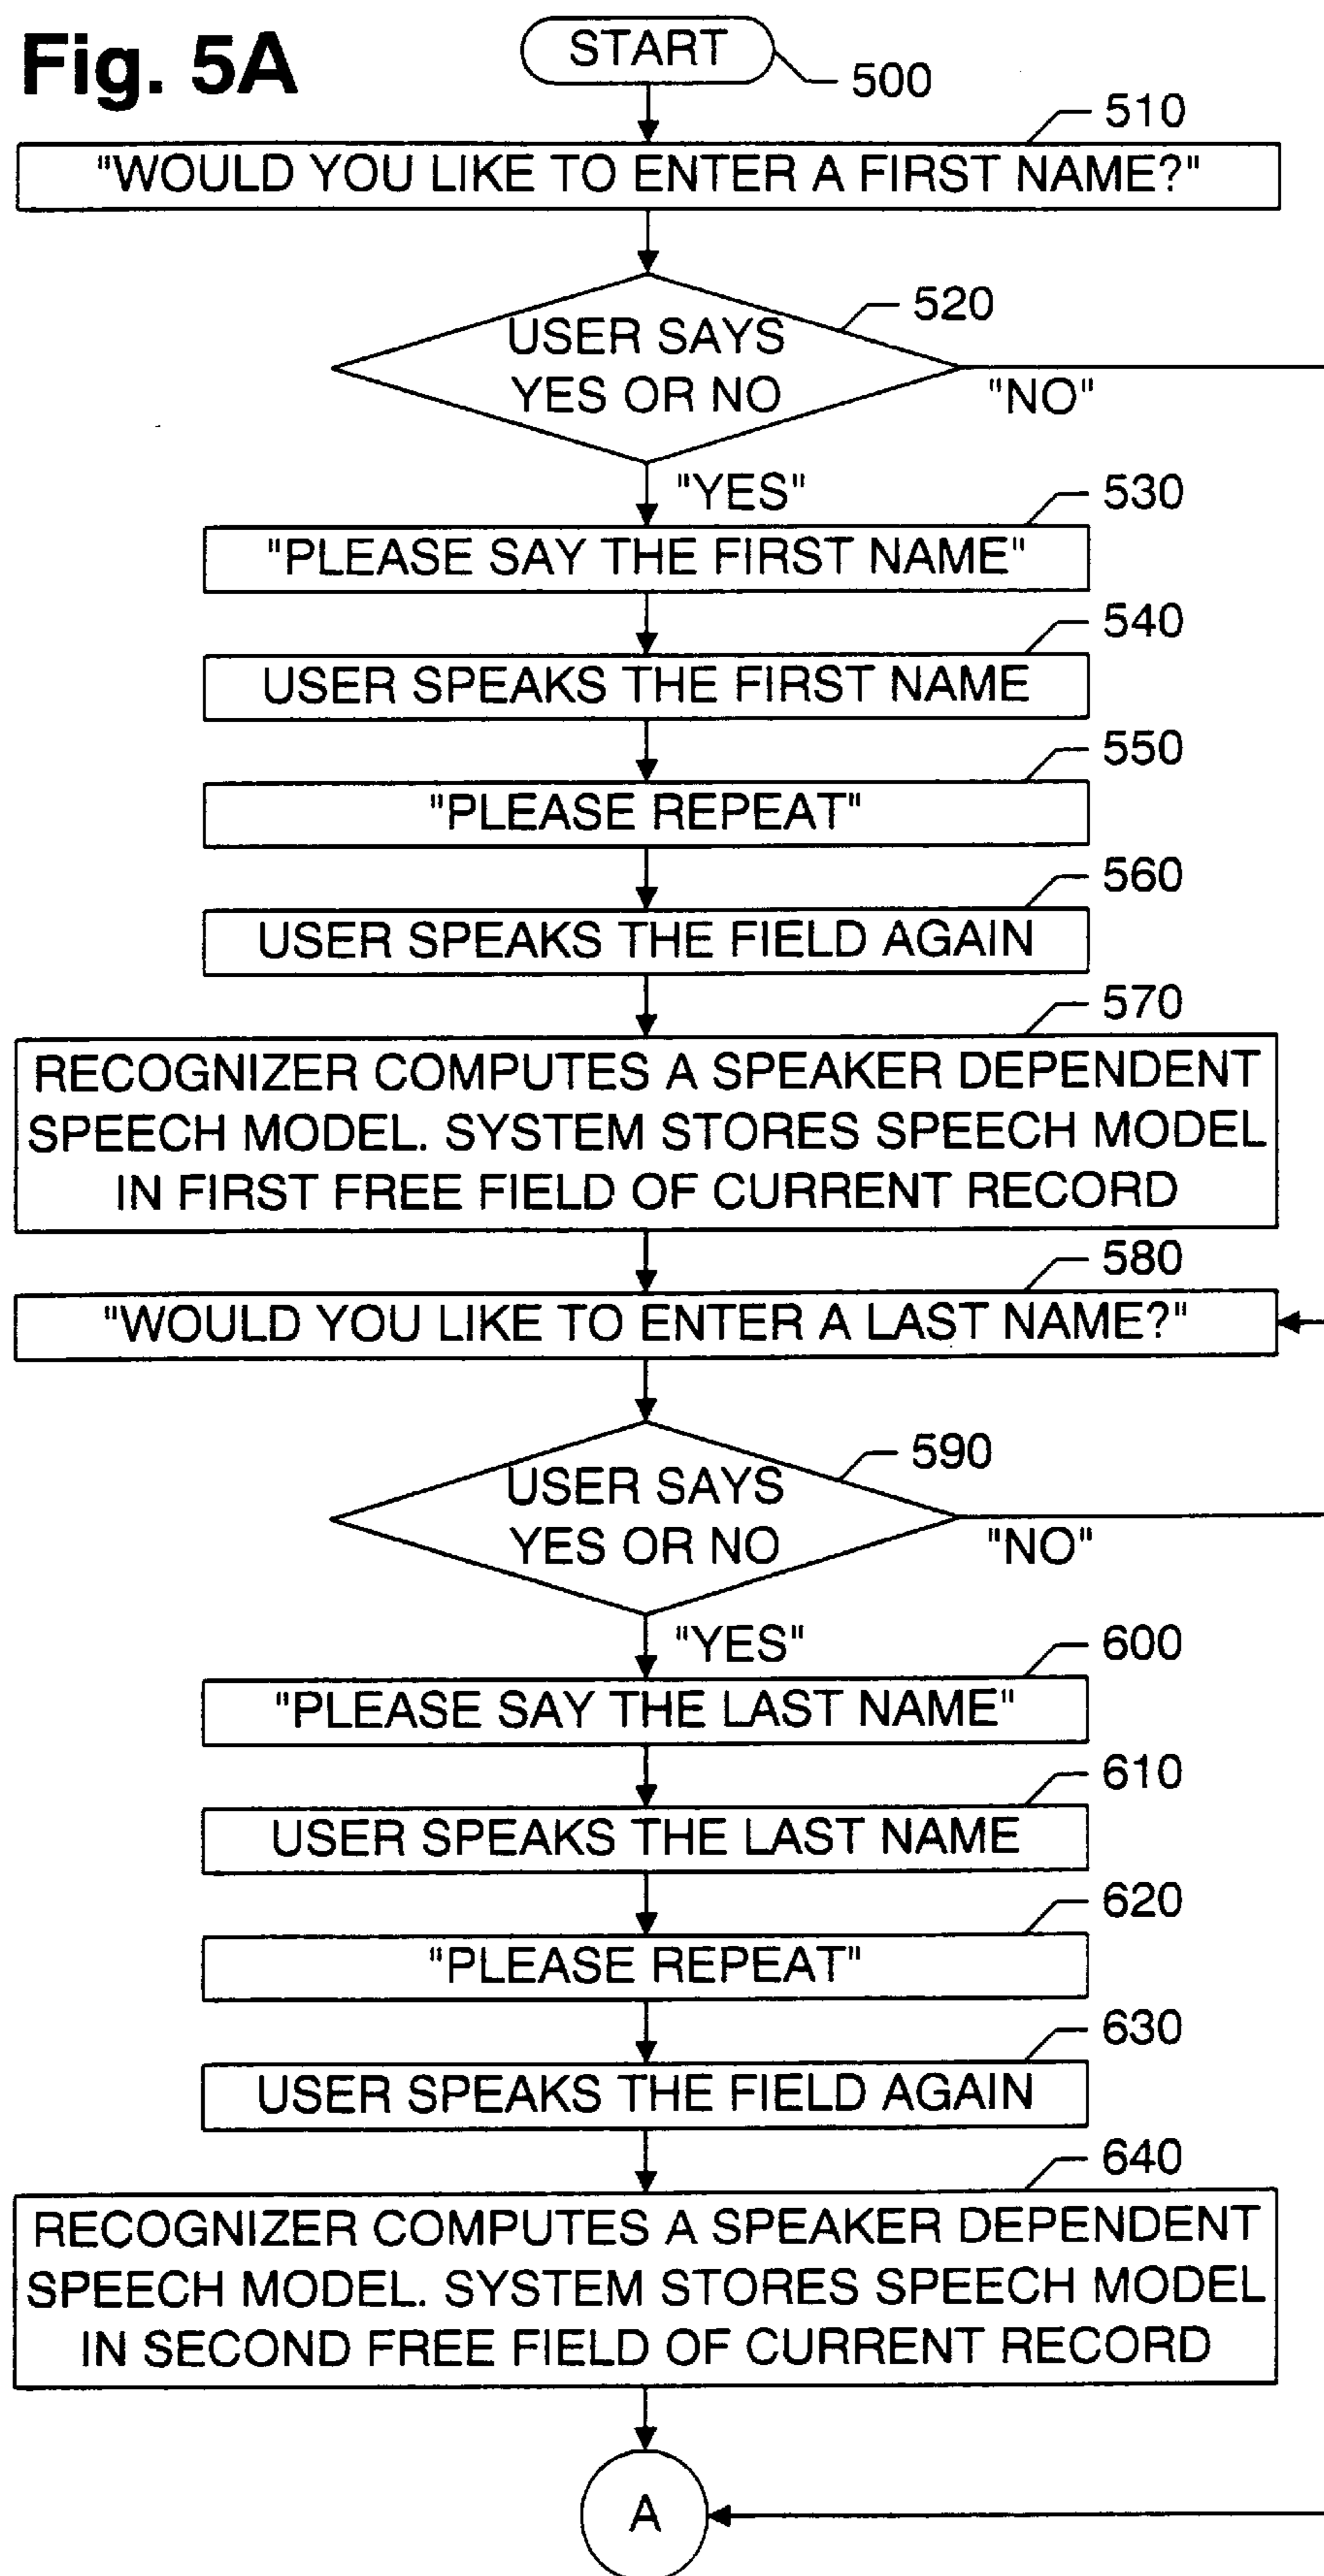 Fig. 5A
START
500
510
"WOULD YOU LIKE TO ENTER A FIRST NAME?"
520
USER SAYS
YES OR NO
"NO"
"YES"
530
"PLEASE SAY THE FIRST NAME"
540
USER SPEAKS THE FIRST NAME
550
"PLEASE REPEAT"
560
USER SPEAKS THE FIELD AGAIN
570
RECOGNIZER COMPUTES A SPEAKER DEPENDENT
SPEECH MODEL. SYSTEM STORES SPEECH MODEL
IN FIRST FREE FIELD OF CURRENT RECORD
580
"WOULD YOU LIKE TO ENTER A LAST NAME?"
590
USER SAYS
YES OR NO
"NO"
"YES"
600
"PLEASE SAY THE LAST NAME"
610
USER SPEAKS THE LAST NAME
620
"PLEASE REPEAT"
630
USER SPEAKS THE FIELD AGAIN
640
RECOGNIZER COMPUTES A SPEAKER DEPENDENT
SPEECH MODEL. SYSTEM STORES SPEECH MODEL
IN SECOND FREE FIELD OF CURRENT RECORD
A